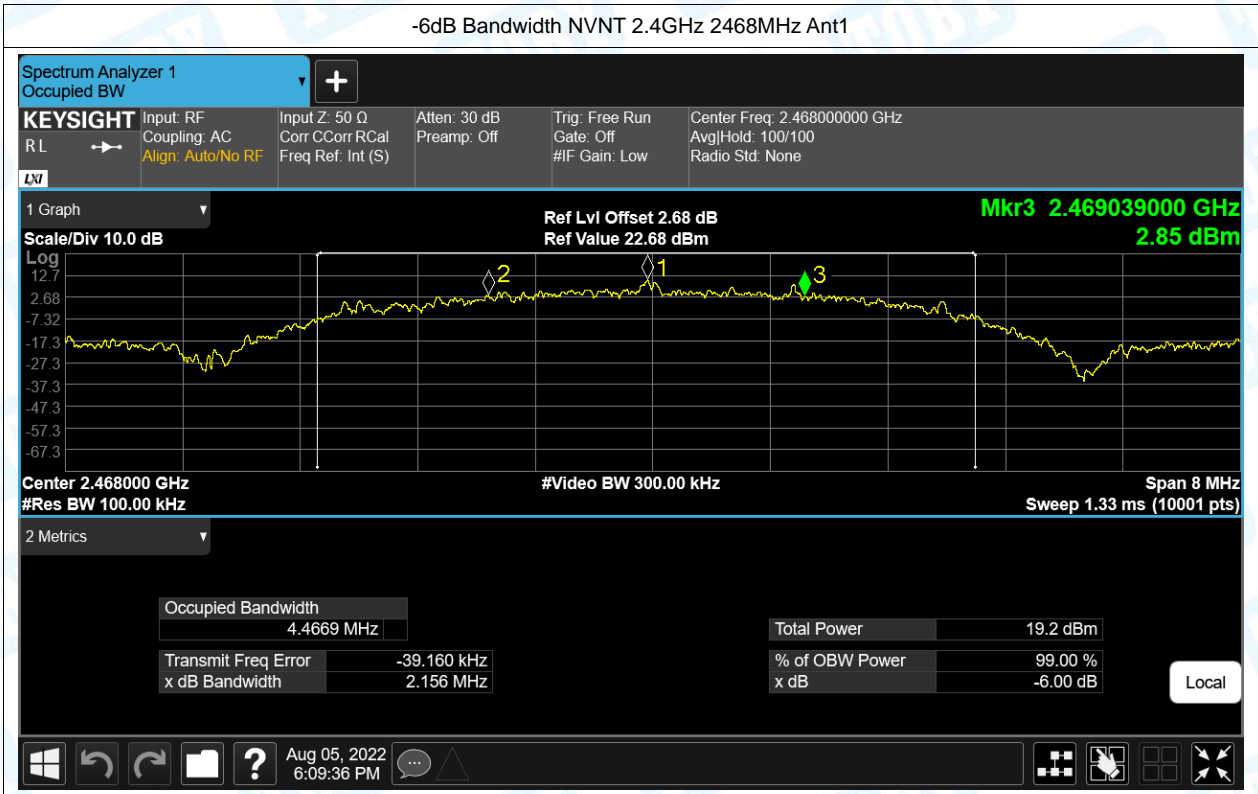 -6dB Bandwidth NVNT 2.4GHz 2468MHz Ant1
Spectrum Analyzer 1
Occupied BW
▼
+
KEYSIGHT
R L
LXI
Input: RF
Coupling: AC
Align: Auto/No RF
Input Z: 50 Ω
Corr CCorr RCal
Freq Ref: Int (S)
Atten: 30 dB
Preamp: Off
Trig: Free Run
Gate: Off
#IF Gain: Low
Center Freq: 2.468000000 GHz
Avg|Hold: 100/100
Radio Std: None
1 Graph ▼
Scale/Div 10.0 dB
Ref Lvl Offset 2.68 dB
Ref Value 22.68 dBm
Mkr3 2.469039000 GHz
2.85 dBm
Log
12.7
2.68
-7.32
-17.3
-27.3
-37.3
-47.3
-57.3
-67.3
2
1
3
Center 2.468000 GHz
#Video BW 300.00 kHz
Span 8 MHz
#Res BW 100.00 kHz
Sweep 1.33 ms (10001 pts)
2 Metrics ▼
Occupied Bandwidth
4.4669 MHz
Total Power 19.2 dBm
Transmit Freq Error -39.160 kHz
% of OBW Power 99.00 %
x dB Bandwidth 2.156 MHz
x dB -6.00 dB
Local
?
Aug 05, 2022
6:09:36 PM